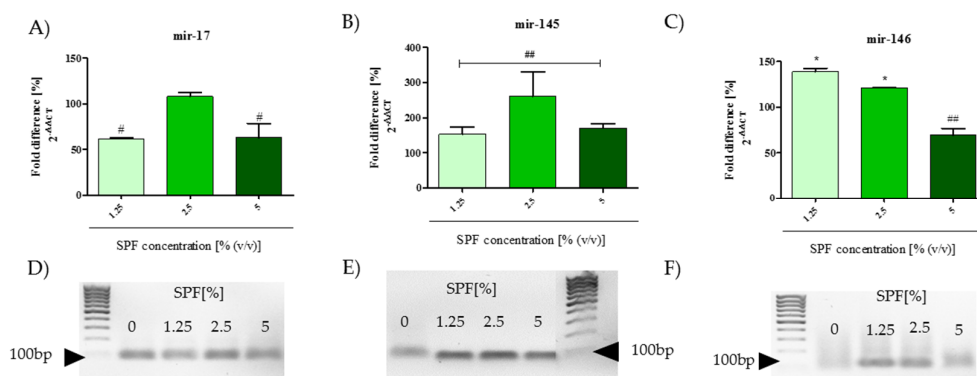 A)
mir-17
Fold difference [%]
2^-ΔΔCT
150
100
50
0
#
#
1.25
2.5
5
SPF concentration [% (v/v)]
B)
mir-145
Fold difference [%]
2^-ΔΔCT
400
300
200
100
0
##
1.25
2.5
5
SPF concentration [% (v/v)]
C)
mir-146
Fold difference [%]
2^-ΔΔCT
150
100
50
0
*
*
##
1.25
2.5
5
SPF concentration [% (v/v)]
D)
SPF[%]
0 1.25 2.5 5
100bp
E)
SPF[%]
0 1.25 2.5 5
100bp
F)
SPF[%]
0 1.25 2.5 5
100bp